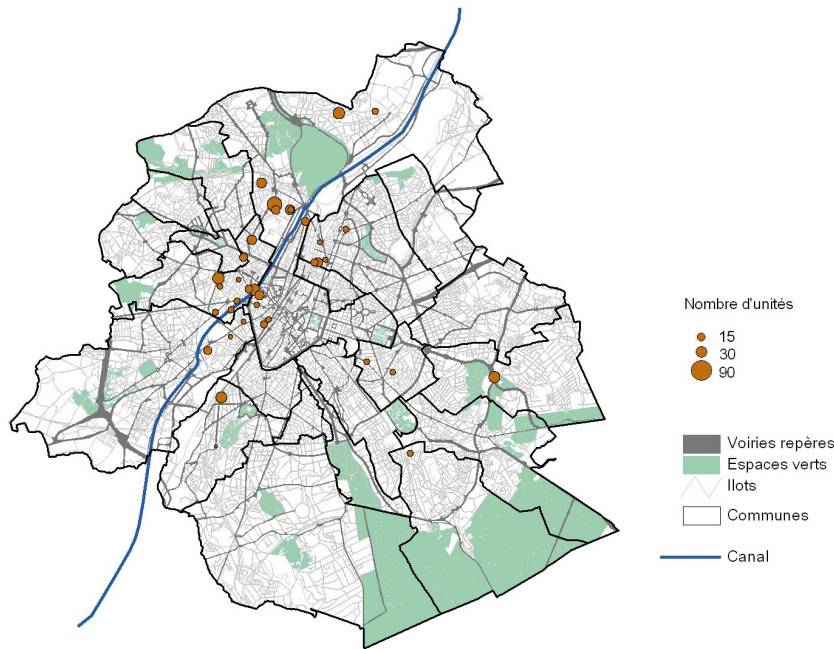 Nombre d'unités
15
30
90
Voiries repères
Espaces verts
Ilots
Communes
Canal